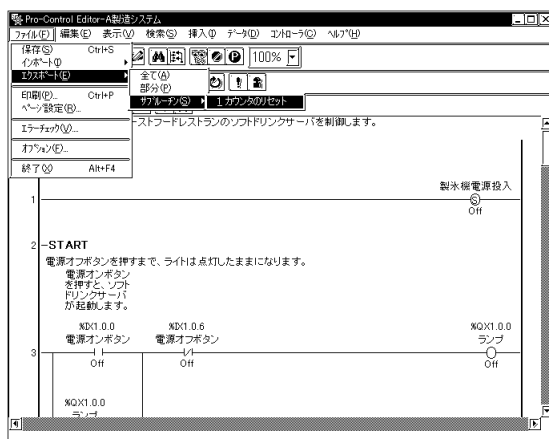 Pro-Control Editor-A製造システム
ファイル(F) 編集(E) 表示(V) 検索(S) 挿入(I) データ(D) コントローラ(C) ヘルプ(H)
保存(S) Ctrl+S
インポート(I)
エクスポート(E)
印刷(P)... Ctrl+P
ページ設定(R)...
エラーチェック(V)...
オプション(E)...
終了(X) Alt+F4
全て(A)
部分(P)
サブルーチン(S)
1 カウンタのリセット
100%
ストフードレストランのソフトドリンクサーバを制御します。
製氷機電源投入
1
S
Off
2 START
電源オフボタンを押すまで、ライトは点灯したままになります。
電源オンボタン
を押すと、ソフト
ドリンクサーバ
が起動します。
%IX1.0.0 %IX1.0.6 %QX1.0.0
電源オンボタン 電源オフボタン ランプ
3
Off Off Off
%QX1.0.0
ランプ